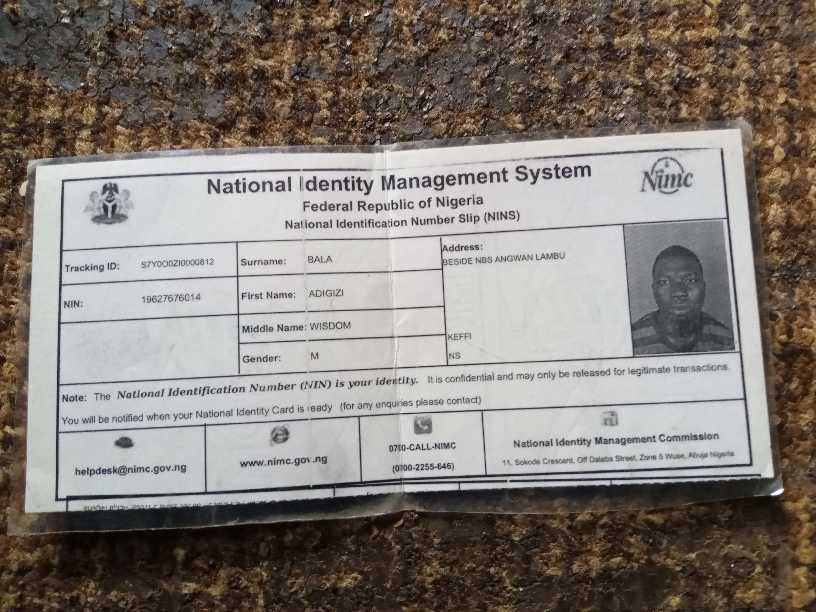 National Identity Management System
Federal Republic of Nigeria
National Identification Number Slip (NINS)
Nimc
Tracking ID: S7Y0O0ZI0000812
Surname: BALA
Address:
BESIDE NBS ANGWAN LAMBU
NIN: 19627676014
First Name: ADIGIZI
Middle Name: WISDOM
KEFFI
Gender: M
NS
Note: The National Identification Number (NIN) is your identity. It is confidential and may only be released for legitimate transactions.
You will be notified when your National Identity Card is ready (for any enquiries please contact)
helpdesk@nimc.gov.ng
www.nimc.gov.ng
0700-CALL-NIMC
(0700-2255-646)
National Identity Management Commission
11, Sokode Crescent, Off Dalaba Street, Zone 5 Wuse, Abuja Nigeria